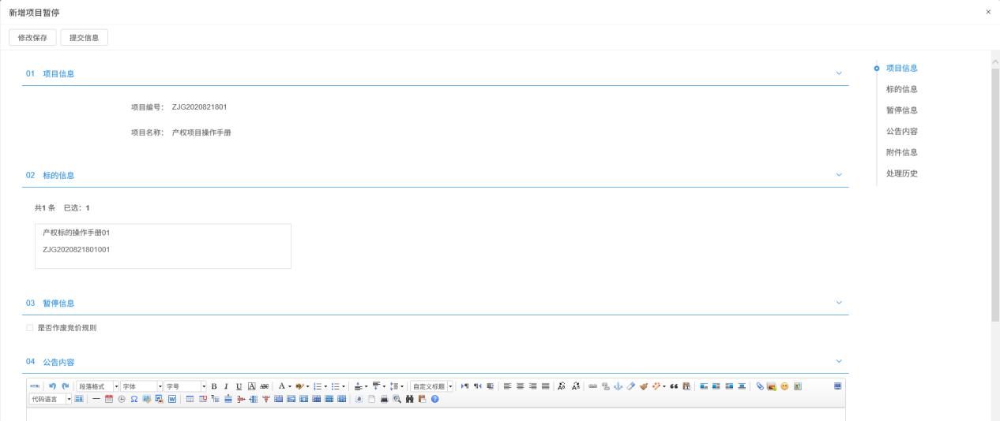 新增项目暂停
×
修改保存 提交信息
01 项目信息
项目编号： ZJG2020821801
项目名称： 产权项目操作手册
02 标的信息
共1 条 已选：1
产权标的操作手册01
ZJG2020821801001
03 暂停信息
是否作废竞价规则
04 公告内容
HTML 段落格式 字体 字号 B I U A ABC A 自定义标题
代码语言
项目信息
标的信息
暂停信息
公告内容
附件信息
处理历史